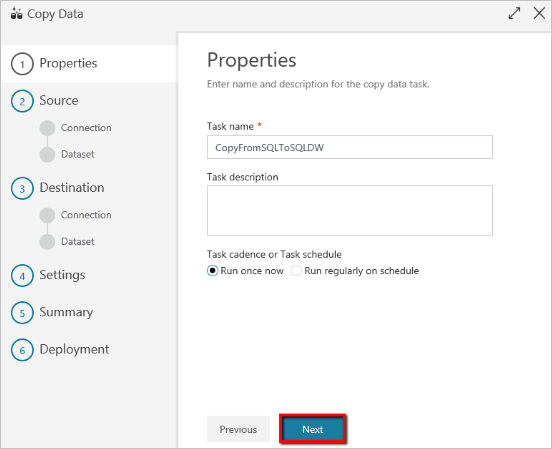 Copy Data
1 Properties
2 Source
Connection
Dataset
3 Destination
Connection
Dataset
4 Settings
5 Summary
6 Deployment
Properties
Enter name and description for the copy data task.
Task name *
CopyFromSQLToSQLDW
Task description
Task cadence or Task schedule
Run once now Run regularly on schedule
Previous Next